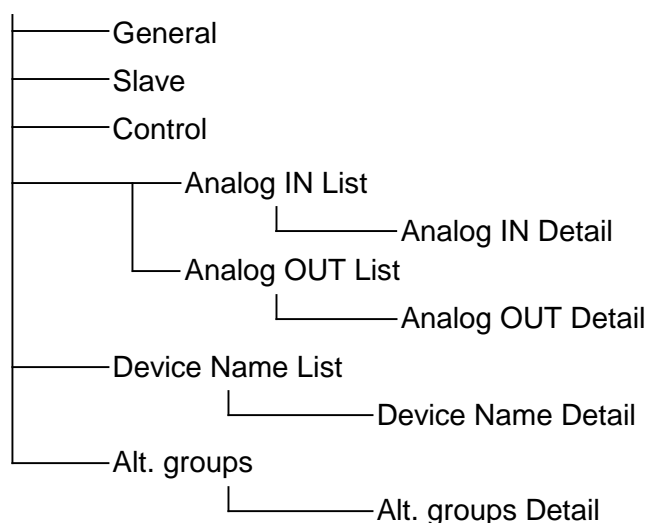 General
Slave
Control
Analog IN List
Analog IN Detail
Analog OUT List
Analog OUT Detail
Device Name List
Device Name Detail
Alt. groups
Alt. groups Detail